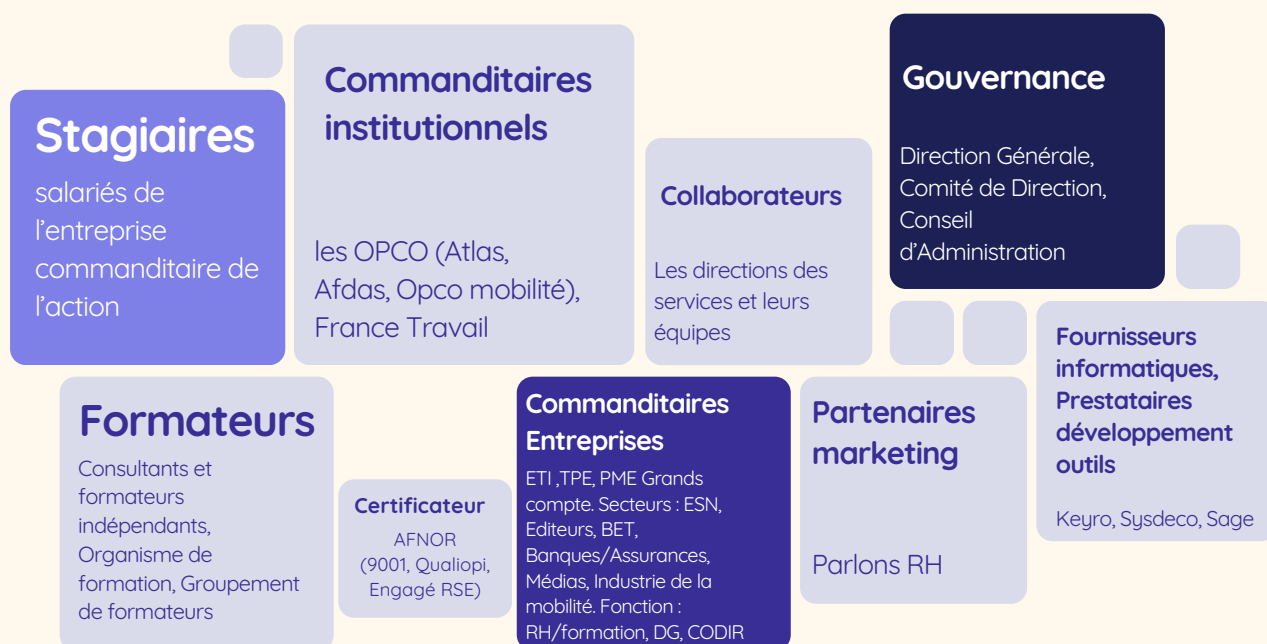 Stagiaires
salariés de
l'entreprise
commanditaire de
l'action
Commanditaires
institutionnels
les OPCO (Atlas,
Afdas, Opco mobilité),
France Travail
Collaborateurs
Les directions des
services et leurs
équipes
Gouvernance
Direction Générale,
Comité de Direction,
Conseil
d'Administration
Formateurs
Consultants et
formateurs
indépendants,
Organisme de
formation, Groupement
de formateurs
Certificateur
AFNOR
(9001, Qualiopi,
Engagé RSE)
Commanditaires
Entreprises
ETI ,TPE, PME Grands
compte. Secteurs : ESN,
Editeurs, BET,
Banques/Assurances,
Médias, Industrie de la
mobilité. Fonction :
RH/formation, DG, CODIR
Partenaires
marketing
Parlons RH
Fournisseurs
informatiques,
Prestataires
développement
outils
Keyro, Sysdeco, Sage